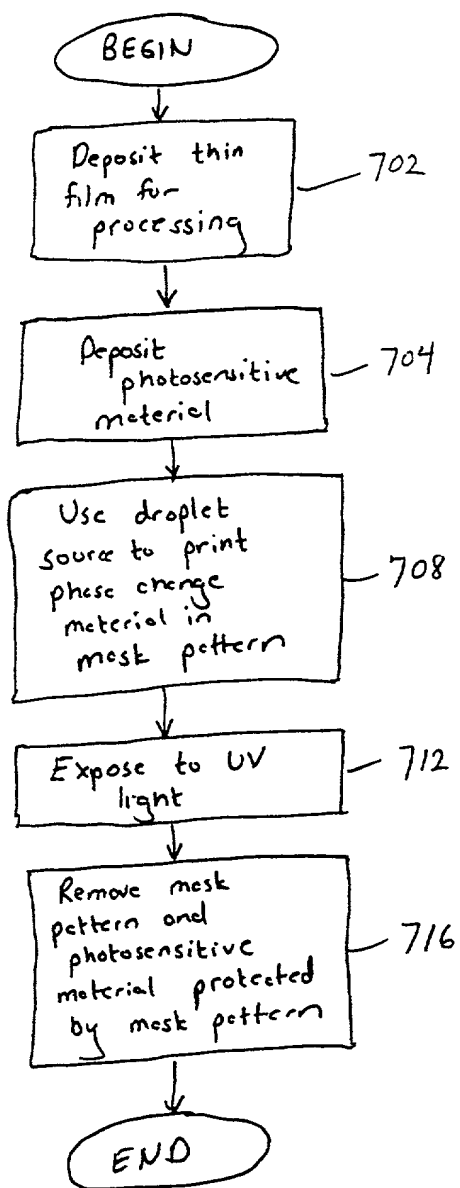 BEGIN
Deposit thin
film for
processing
702
Deposit
photosensitive
material
704
Use droplet
source to print
phase change
material in
mask pattern
708
Expose to UV
light
712
Remove mask
pattern and
photosensitive
material protected
by mask pattern
716
END